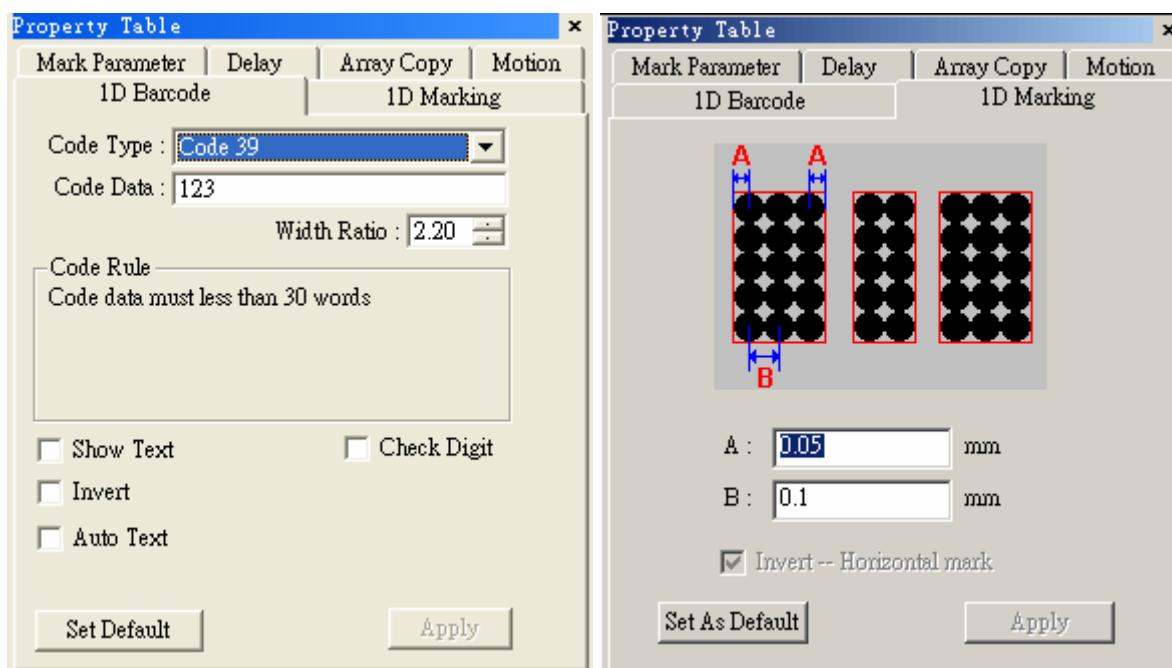 Property Table ×
Mark Parameter Delay Array Copy Motion
1D Barcode 1D Marking
Code Type : Code 39
Code Data : 123
Width Ratio : 2.20
Code Rule
Code data must less than 30 words
Show Text Check Digit
Invert
Auto Text
Set Default Apply
Property Table ×
Mark Parameter Delay Array Copy Motion
1D Barcode 1D Marking
A A
B
A : 0.05 mm
B : 0.1 mm
Invert -- Horizontal mark
Set As Default Apply